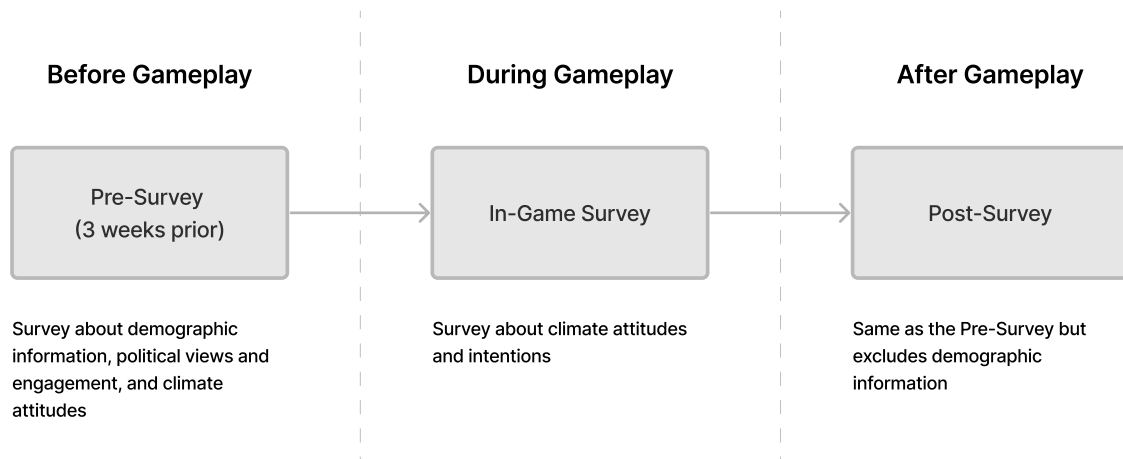 Before Gameplay
During Gameplay
After Gameplay
Pre-Survey
(3 weeks prior)
In-Game Survey
Post-Survey
Survey about demographic
information, political views and
engagement, and climate
attitudes
Survey about climate attitudes
and intentions
Same as the Pre-Survey but
excludes demographic
information